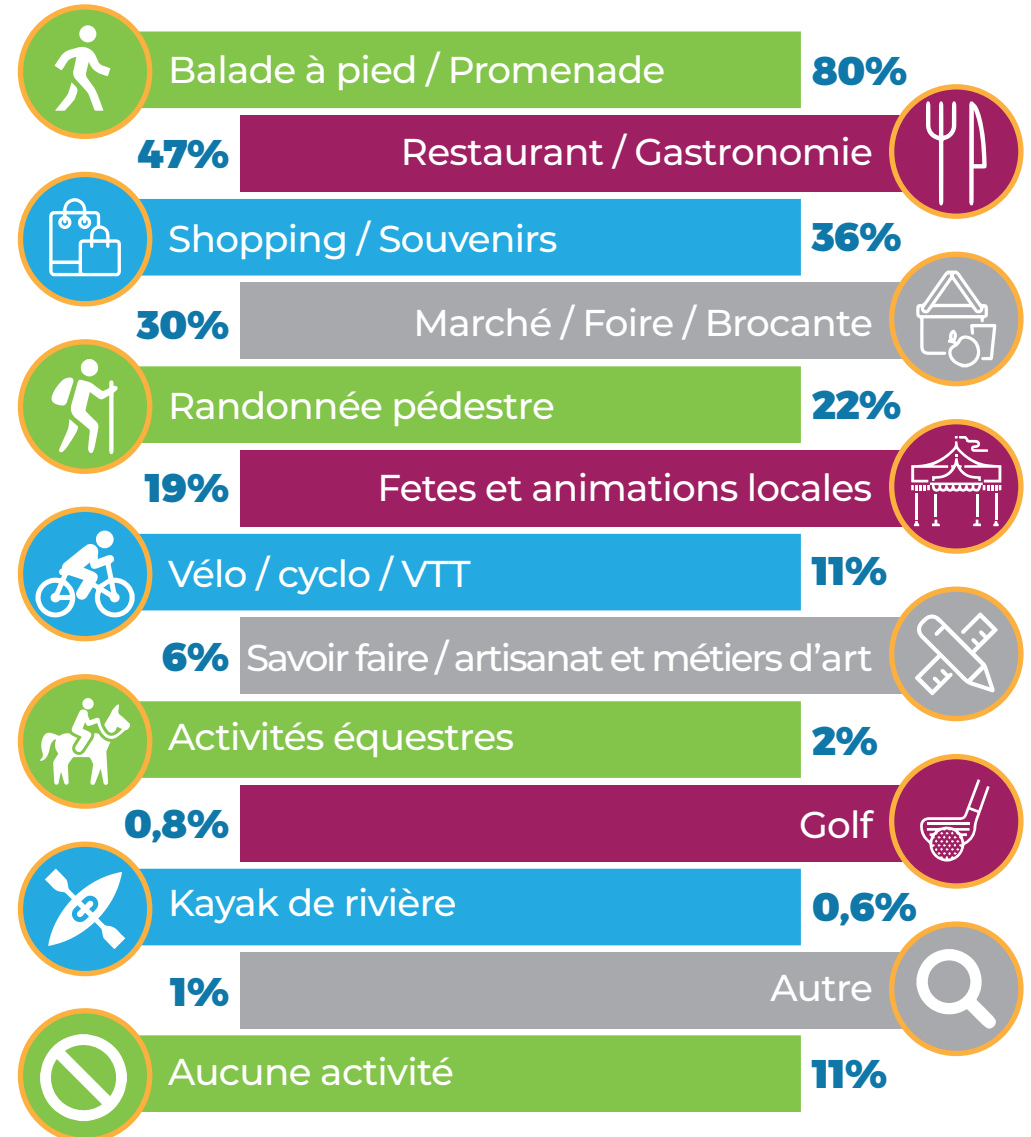 Balade à pied / Promenade 80%
47% Restaurant / Gastronomie
Shopping / Souvenirs 36%
30% Marché / Foire / Brocante
Randonnée pédestre 22%
19% Fetes et animations locales
Vélo / cyclo / VTT 11%
6% Savoir faire / artisanat et métiers d’art
Activités équestres 2%
0,8% Golf
Kayak de rivière 0,6%
1% Autre
Aucune activité 11%